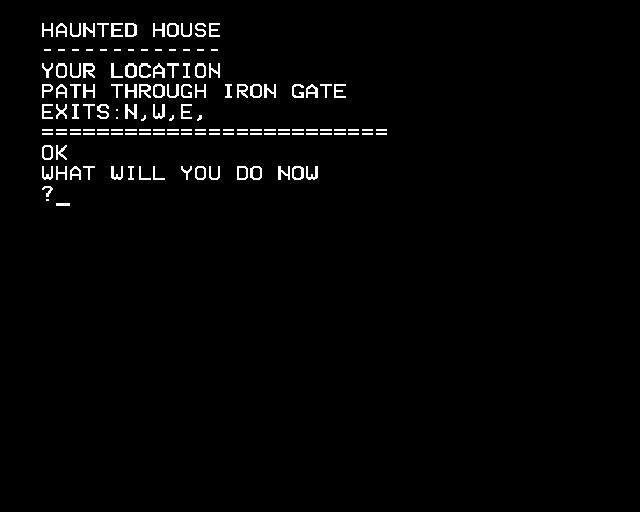 HAUNTED HOUSE
-------------
YOUR LOCATION
PATH THROUGH IRON GATE
EXITS:N,W,E,
=========================
OK
WHAT WILL YOU DO NOW
?_